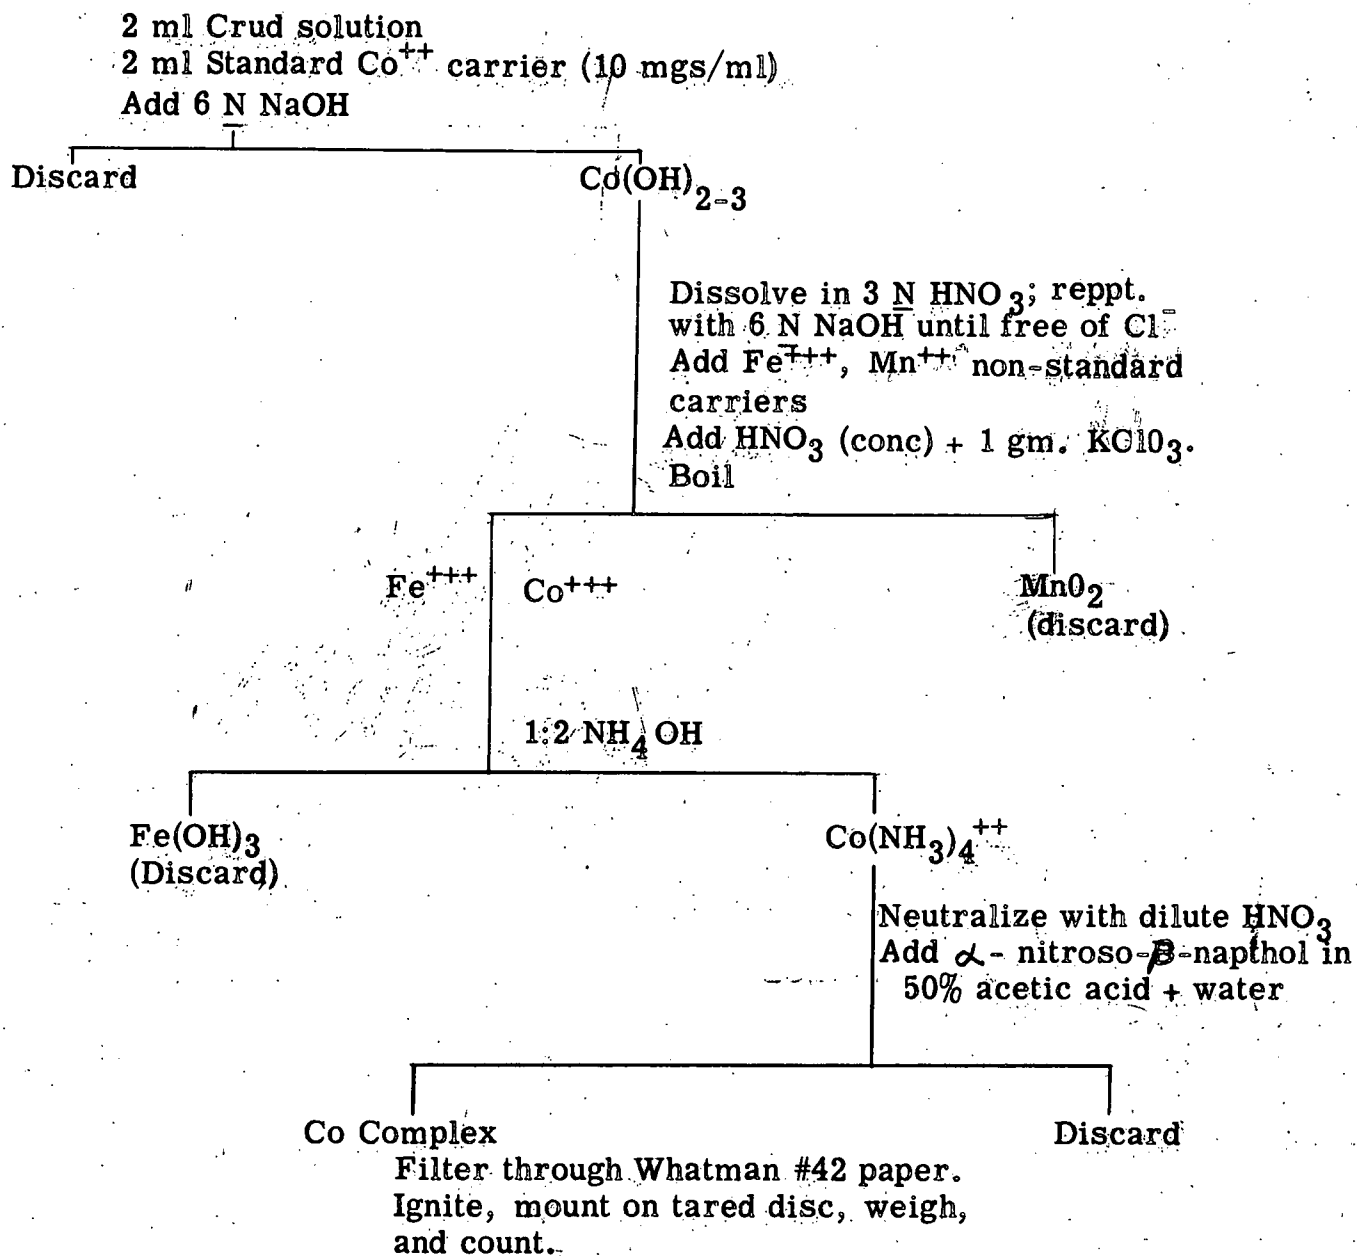 2 ml Crud solution
2 ml Standard Co++ carrier (10 mgs/ml)
Add 6 N NaOH
Discard
Co(OH)2-3
Dissolve in 3 N HNO3; reppt.
with 6 N NaOH until free of Cl-
Add Fe+++, Mn++ non-standard
carriers
Add HNO3 (conc) + 1 gm. KClO3.
Boil
Fe+++ Co+++
MnO2
(discard)
1:2 NH4 OH
Fe(OH)3
(Discard)
Co(NH3)4++
Neutralize with dilute HNO3
Add α- nitroso-β-napthol in
50% acetic acid + water
Co Complex
Discard
Filter through Whatman #42 paper.
Ignite, mount on tared disc, weigh,
and count.